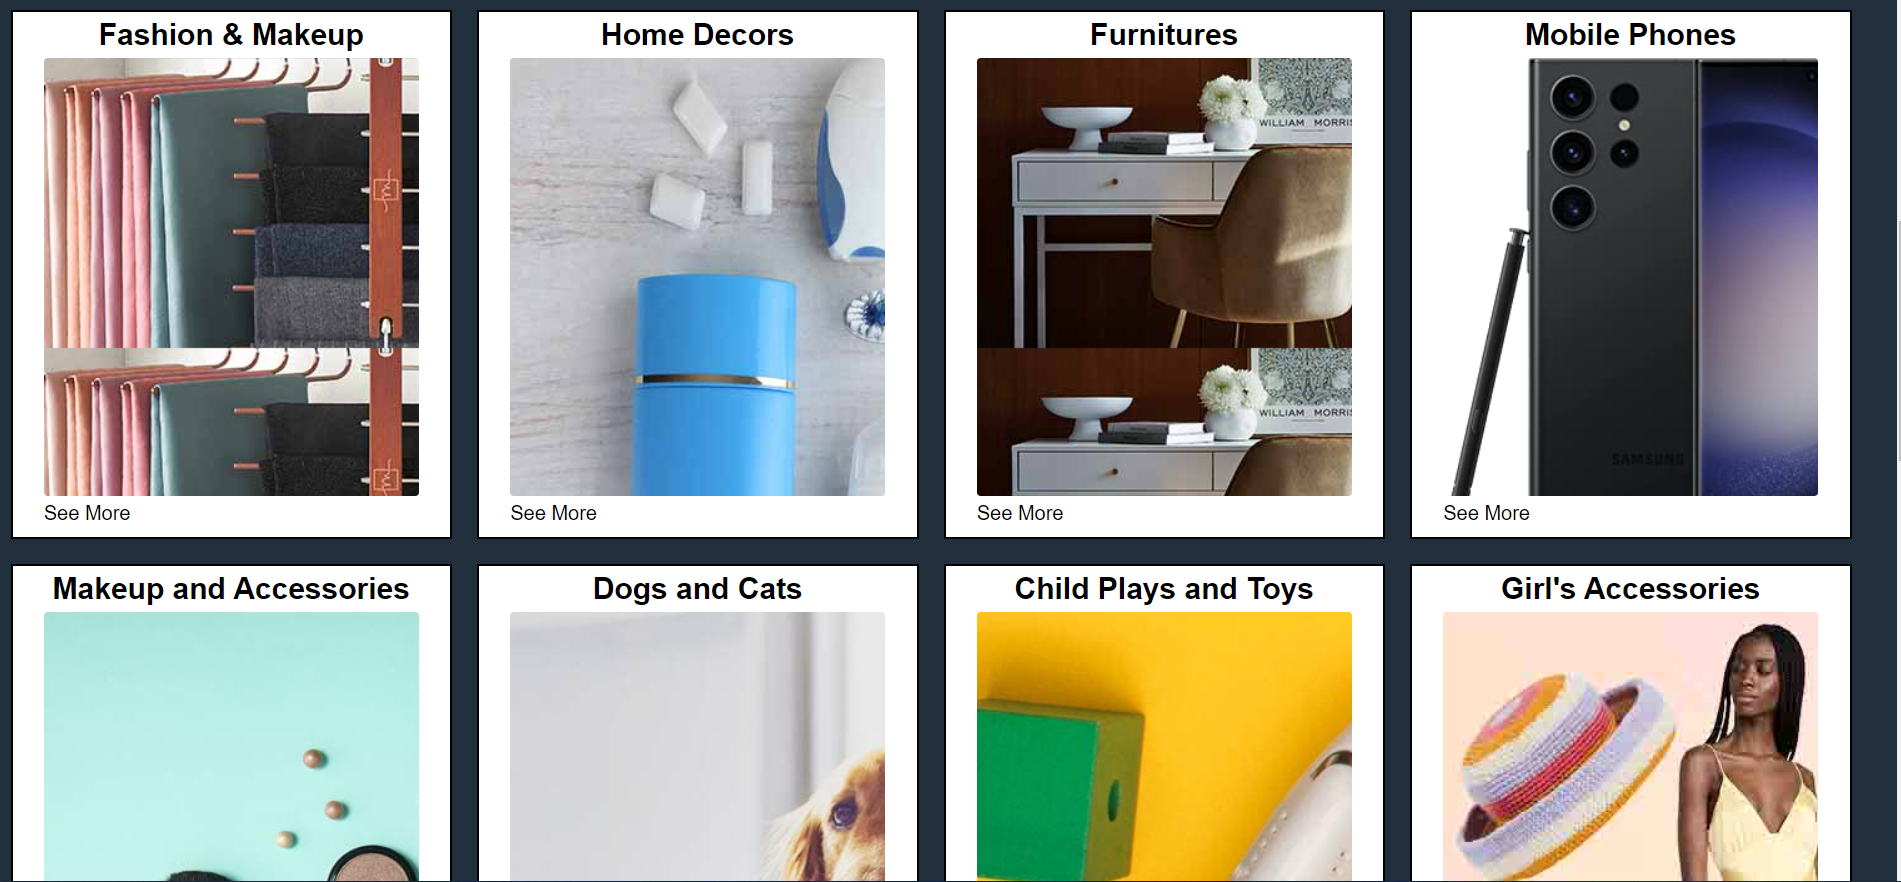 Fashion & Makeup
Home Decors
Furnitures
Mobile Phones
WILLIAM MORRIS
WILLIAM MORRIS
SAMSUNG
See More
See More
See More
See More
Makeup and Accessories
Dogs and Cats
Child Plays and Toys
Girl's Accessories